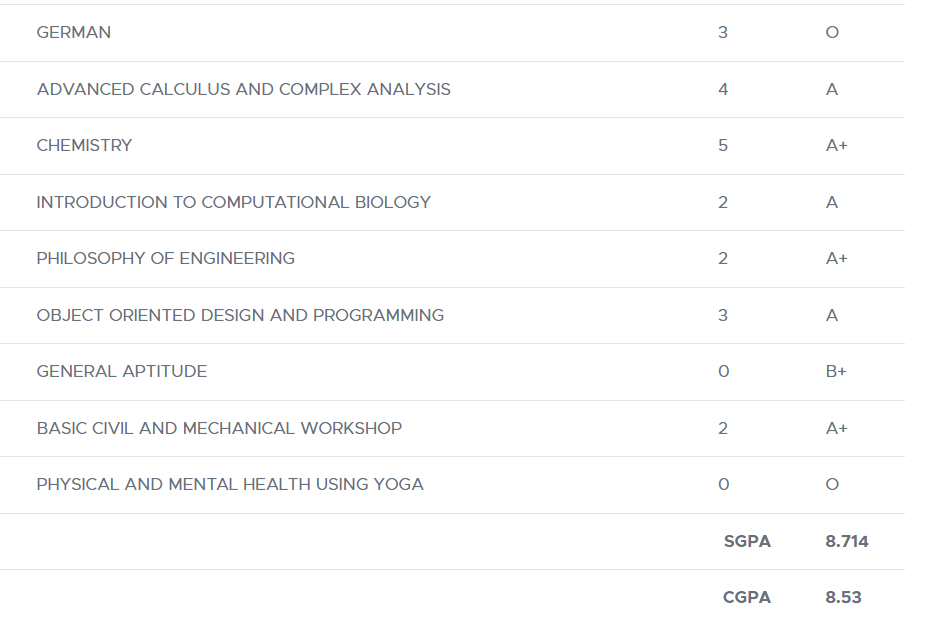 GERMAN 3 O
ADVANCED CALCULUS AND COMPLEX ANALYSIS 4 A
CHEMISTRY 5 A+
INTRODUCTION TO COMPUTATIONAL BIOLOGY 2 A
PHILOSOPHY OF ENGINEERING 2 A+
OBJECT ORIENTED DESIGN AND PROGRAMMING 3 A
GENERAL APTITUDE 0 B+
BASIC CIVIL AND MECHANICAL WORKSHOP 2 A+
PHYSICAL AND MENTAL HEALTH USING YOGA 0 O
SGPA 8.714
CGPA 8.53